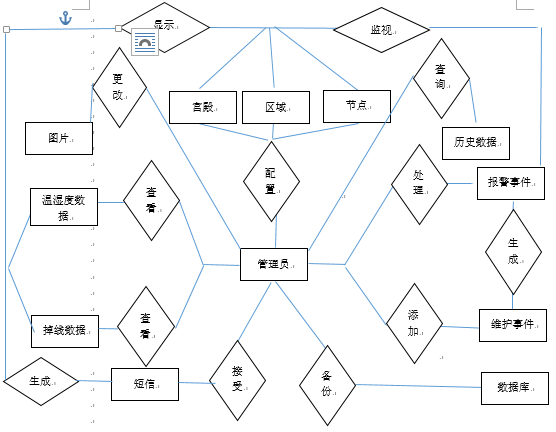 显示
监视
更
改
查
询
宫殿
区域
节点
图片
历史数据
配
置
处
理
报警事件
温湿度数
据
查
看
生
成
管理员
掉线数据
查
看
添
加
维护事件
生成
短信
接
受
备
份
数据库